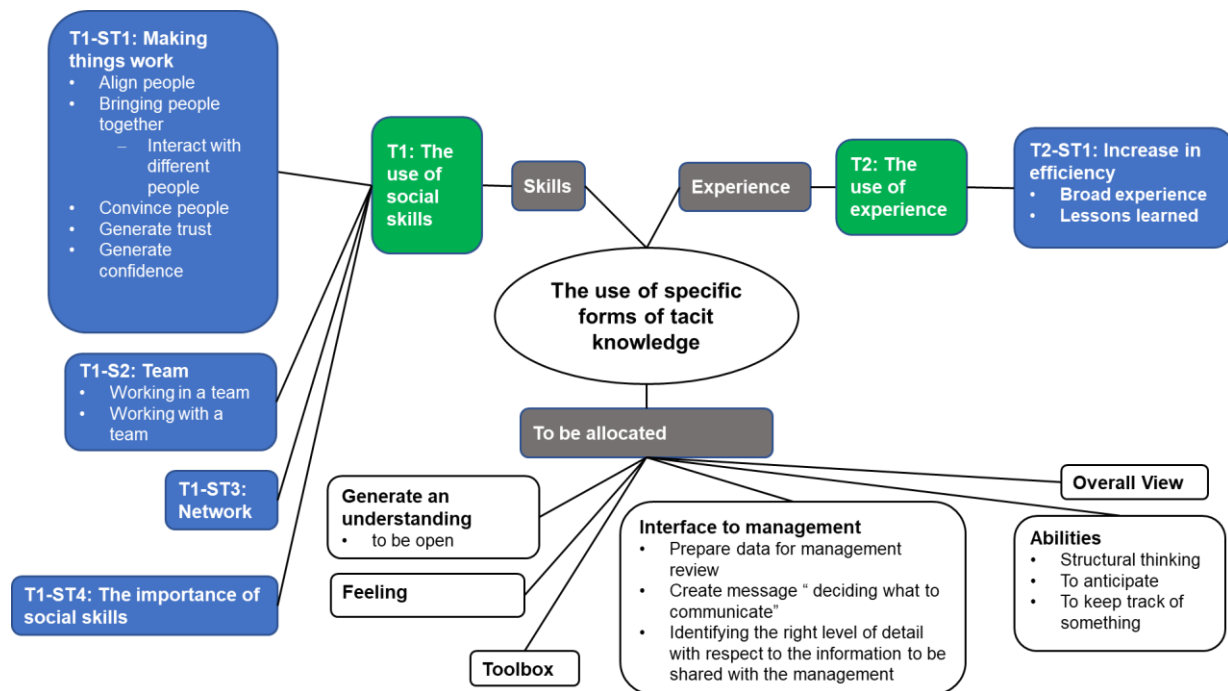 T1-ST1: Making
things work
• Align people
• Bringing people
together
– Interact with
different
people
• Convince people
• Generate trust
• Generate
confidence
T1: The
use of
social
skills
Skills
Experience
T2: The
use of
experience
T2-ST1: Increase in
efficiency
• Broad experience
• Lessons learned
The use of specific
forms of tacit
knowledge
T1-S2: Team
• Working in a team
• Working with a
team
T1-ST3:
Network
T1-ST4: The importance of
social skills
To be allocated
Generate an
understanding
• to be open
Feeling
Toolbox
Interface to management
• Prepare data for management
review
• Create message “ deciding what to
communicate”
• Identifying the right level of detail
with respect to the information to be
shared with the management
Overall View
Abilities
• Structural thinking
• To anticipate
• To keep track of
something